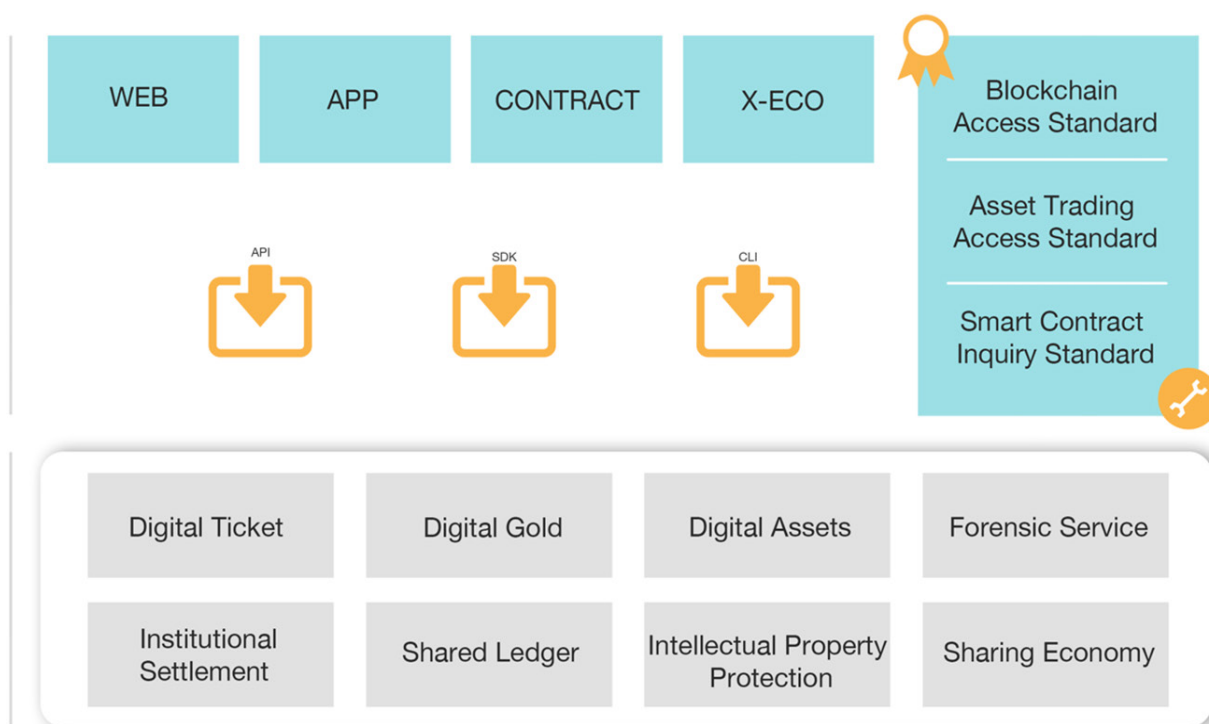 WEB
APP
CONTRACT
X-ECO
Blockchain
Access Standard
Asset Trading
Access Standard
Smart Contract
Inquiry Standard
API
SDK
CLI
Digital Ticket
Digital Gold
Digital Assets
Forensic Service
Institutional
Settlement
Shared Ledger
Intellectual Property
Protection
Sharing Economy